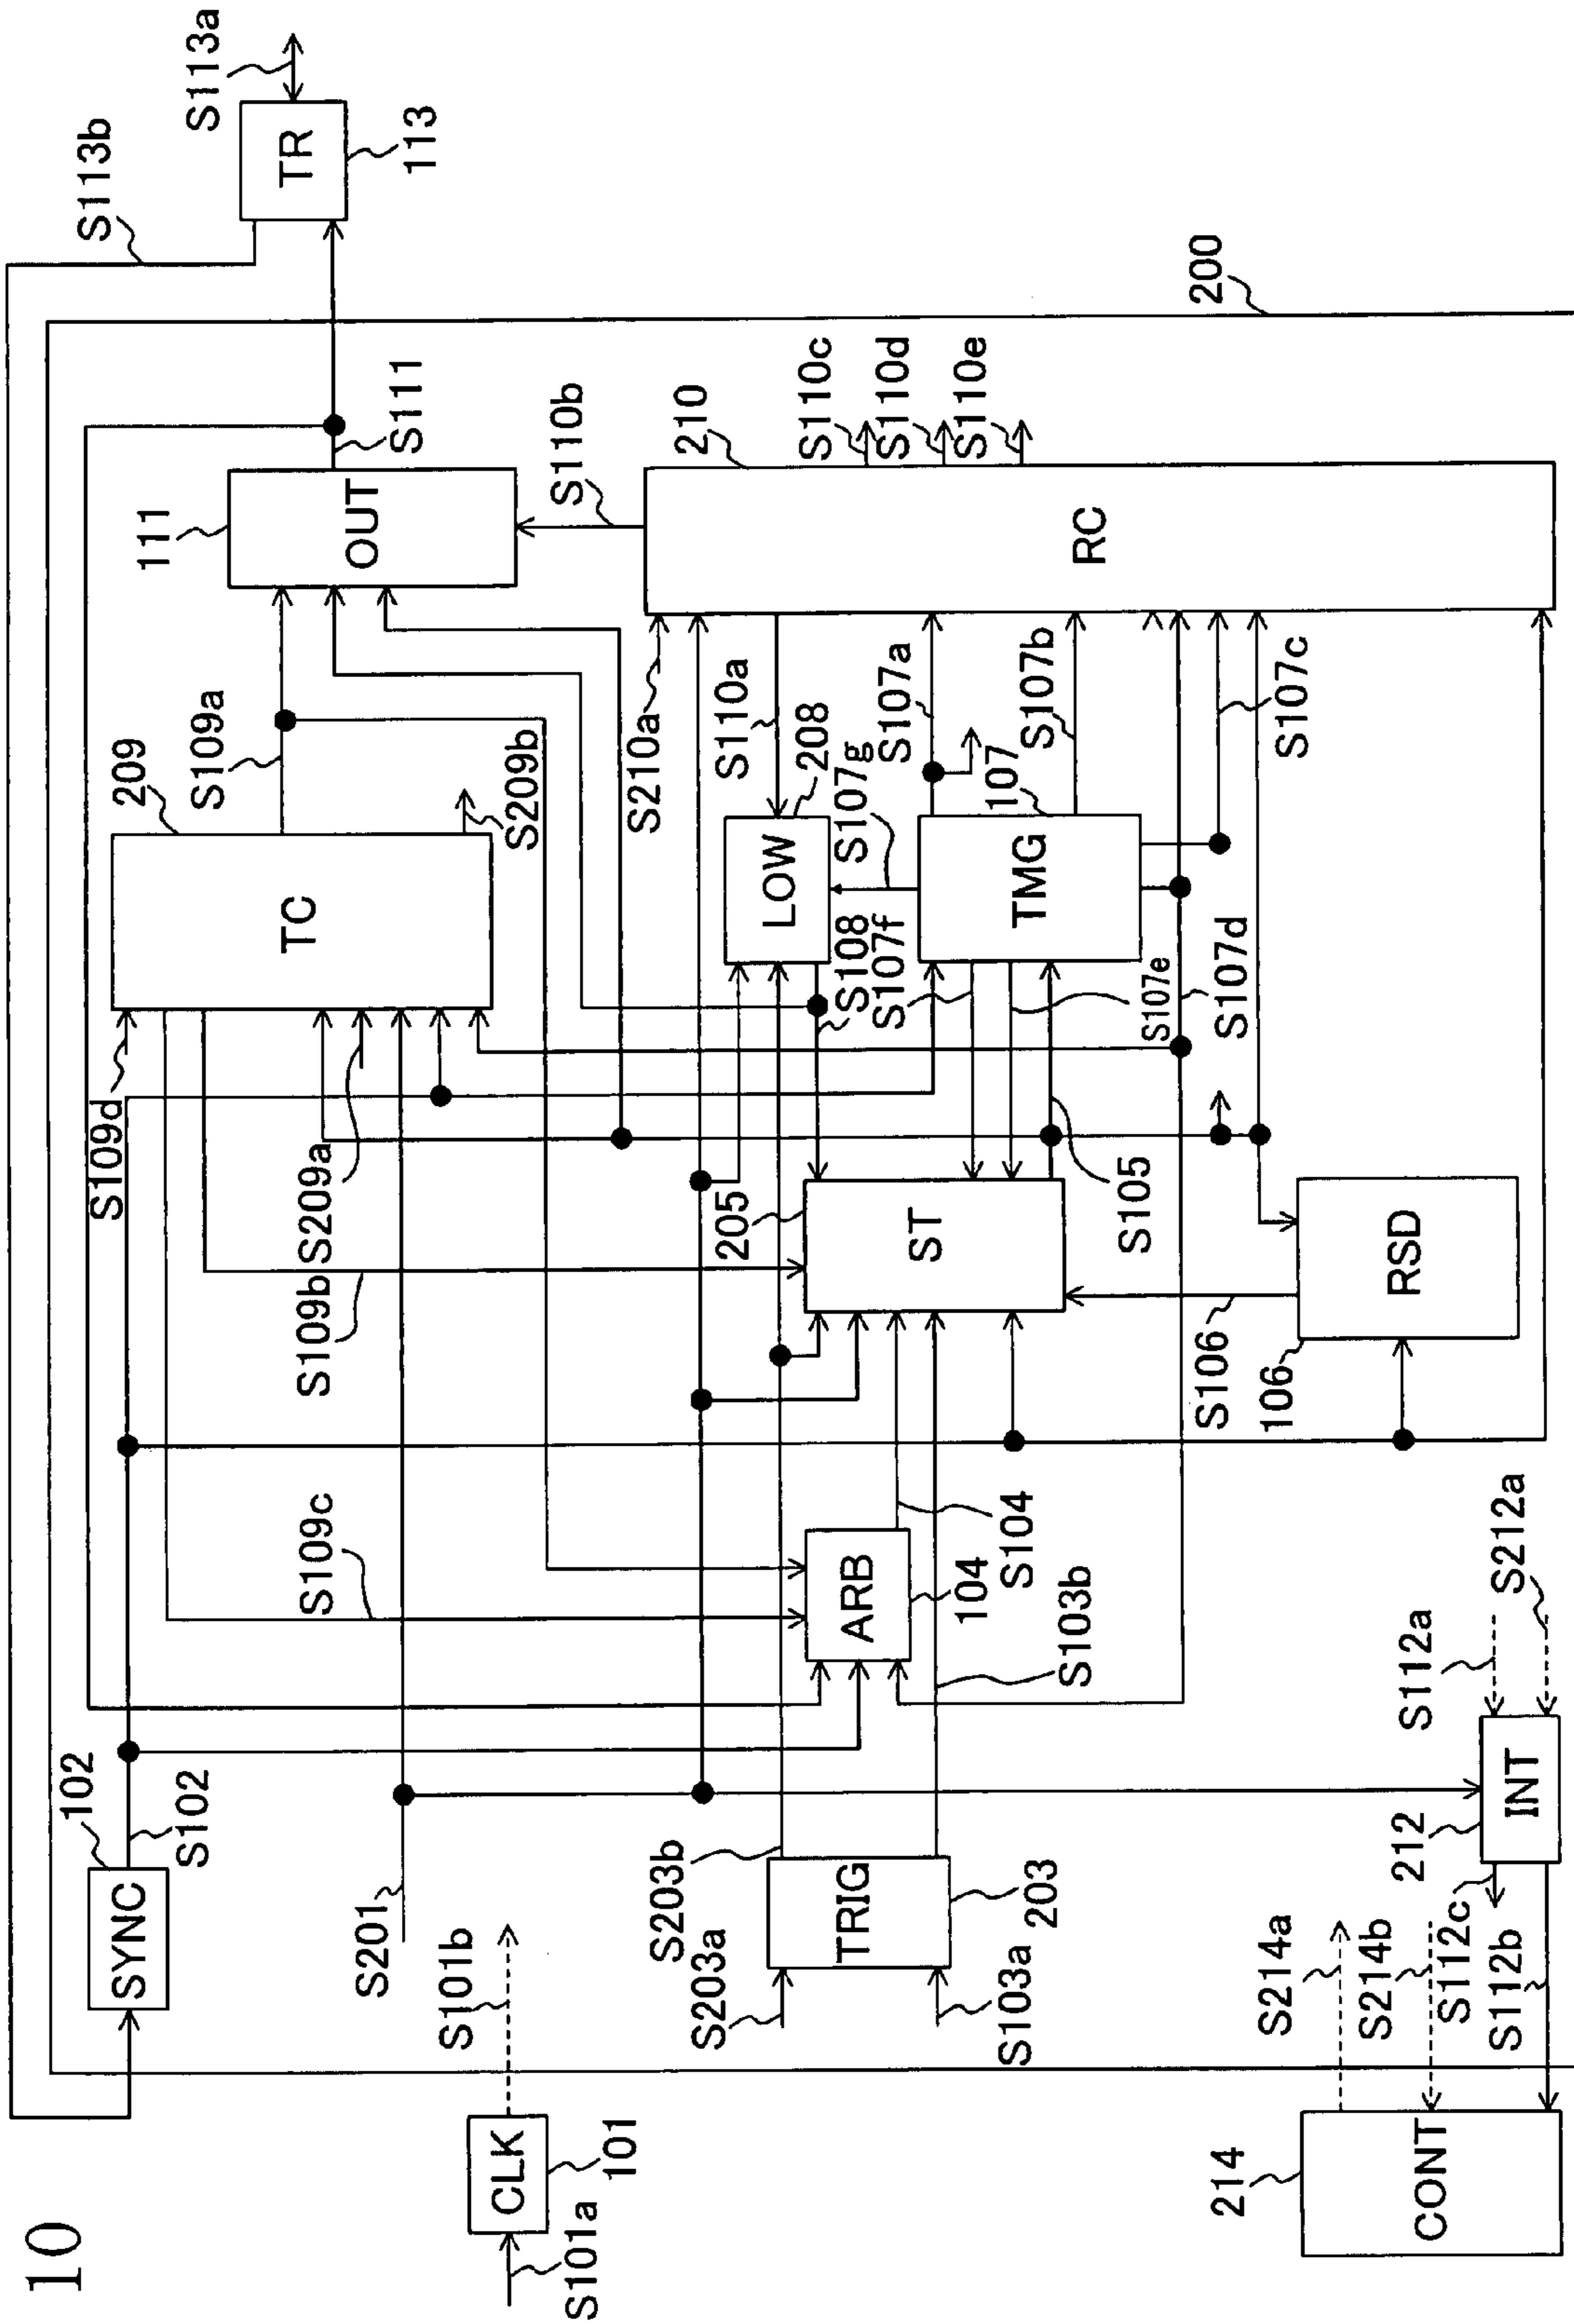 10
S113b
S113a
TR
113
200
111
OUT
S111
S110b
210
S110c
S110d
S110e
RC
209
S109a
TC
S209b
S210a
S110a
208
LOW
S107g
S107a
107
TMG
S107b
S107c
S108
S107f
S107e
S107d
S109d
S209a
S109b
205
ST
S105
S106
106
RSD
S109c
ARB
104
S104
S103b
102
SYNC
S102
S201
S101b
CLK
101
S101a
S203b
S203a
TRIG
203
S103a
S112a
S212a
212
INT
S214a
S214b
S112c
S112b
214
CONT